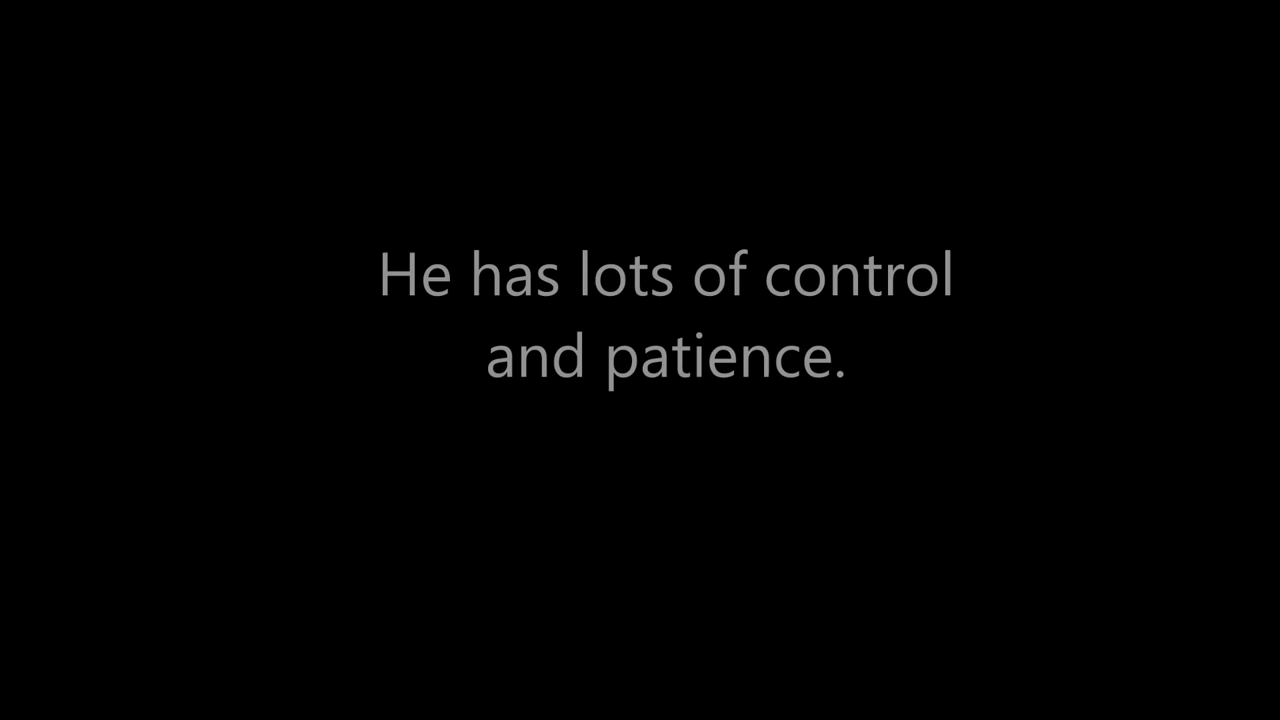 He has lots of control
and patience.